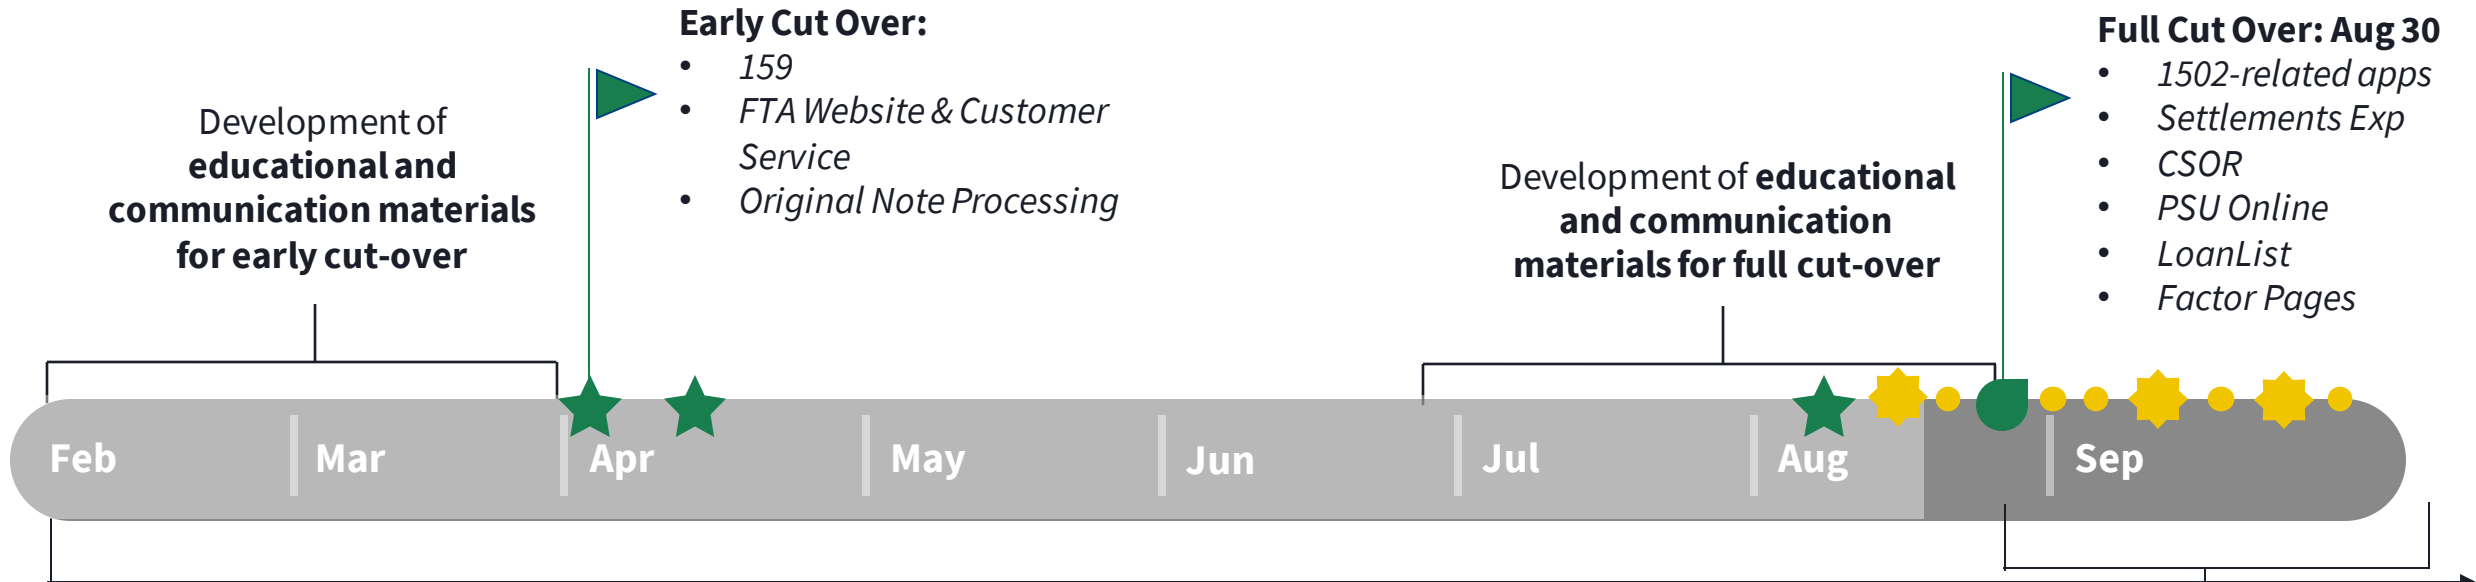 Early Cut Over:
• 159
• FTA Website & Customer
Service
• Original Note Processing
Full Cut Over: Aug 30
• 1502-related apps
• Settlements Exp
• CSOR
• PSU Online
• LoanList
• Factor Pages
Development of
educational and
communication materials
for early cut-over
Development of educational
and communication
materials for full cut-over
Feb
Mar
Apr
May
Jun
Jul
Aug
Sep